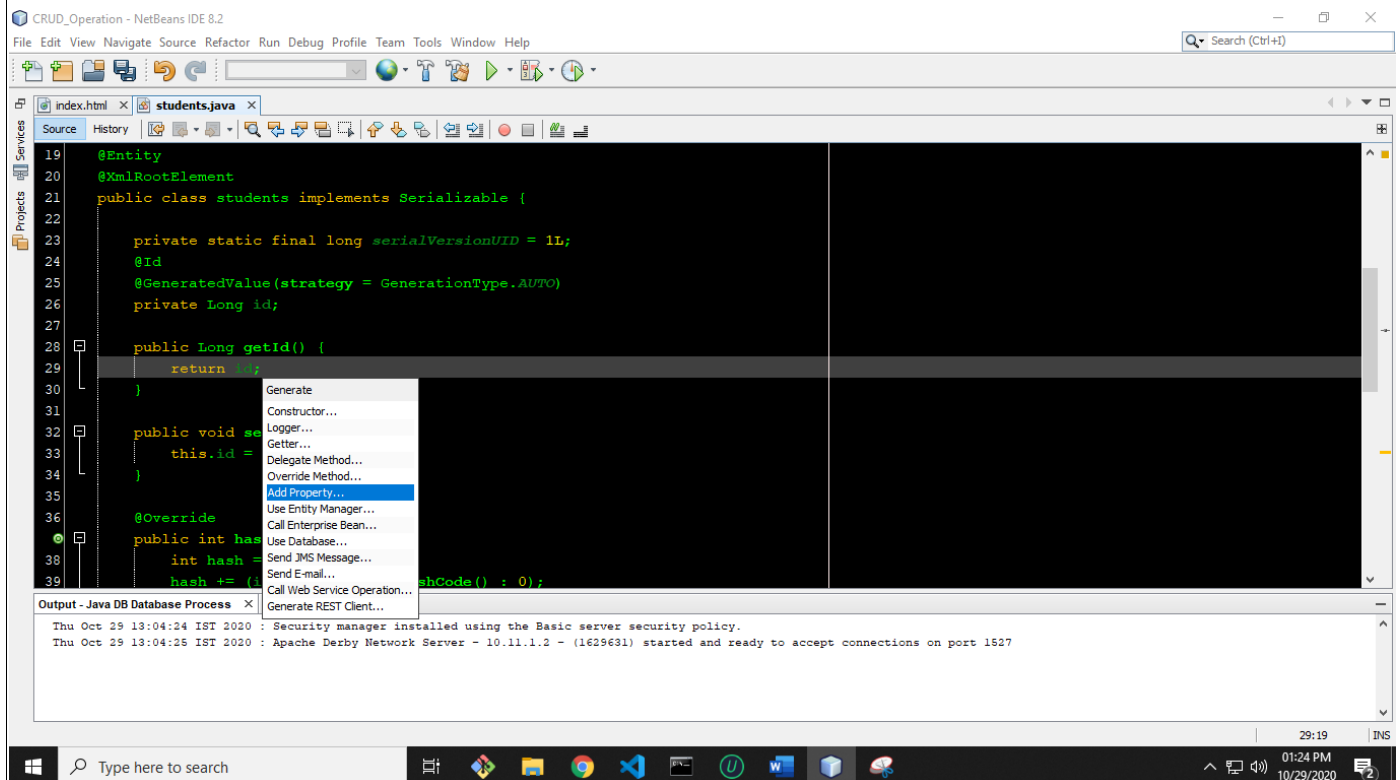 CRUD_Operation - NetBeans IDE 8.2
File Edit View Navigate Source Refactor Run Debug Profile Team Tools Window Help
Search (Ctrl+I)
index.html
students.java
Services
Projects
Source History
19 @Entity
20 @XmlRootElement
21 public class students implements Serializable {
22
23 private static final long serialVersionUID = 1L;
24 @Id
25 @GeneratedValue(strategy = GenerationType.AUTO)
26 private Long id;
27
28 public Long getId() {
29 return id;
30 }
31
32 public void se
33 this.id =
34 }
35
36 @Override
public int has
38 int hash =
39 hash += (i shCode() : 0);
Generate
Constructor...
Logger...
Getter...
Delegate Method...
Override Method...
Add Property...
Use Entity Manager...
Call Enterprise Bean...
Use Database...
Send JMS Message...
Send E-mail...
Call Web Service Operation...
Generate REST Client...
Output - Java DB Database Process
Thu Oct 29 13:04:24 IST 2020 : Security manager installed using the Basic server security policy.
Thu Oct 29 13:04:25 IST 2020 : Apache Derby Network Server - 10.11.1.2 - (1629631) started and ready to accept connections on port 1527
29:19 INS
Type here to search
01:24 PM
10/29/2020
2